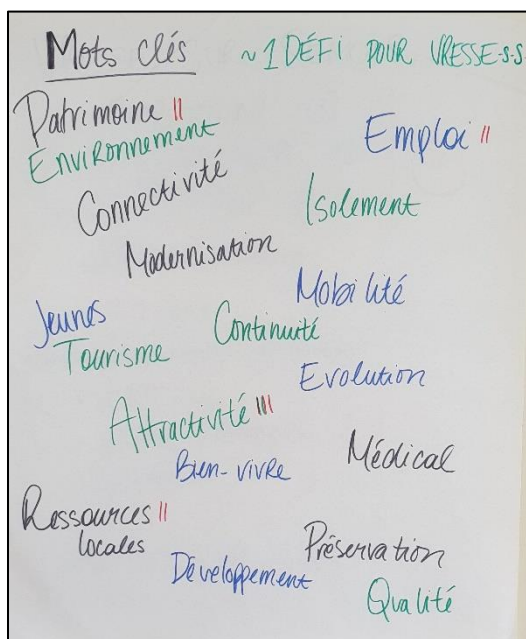 Mots clés ~ 1 DÉFI POUR VRESSE-S-S-
Patrimoine II
Environnement
Emploi II
Connectivité
Isolement
Modernisation
Mobilité
Jeunes
Continuité
Tourisme
Evolution
Attractivité III
Bien-vivre
Médical
Ressources II
locales
Préservation
Développement
Qualité